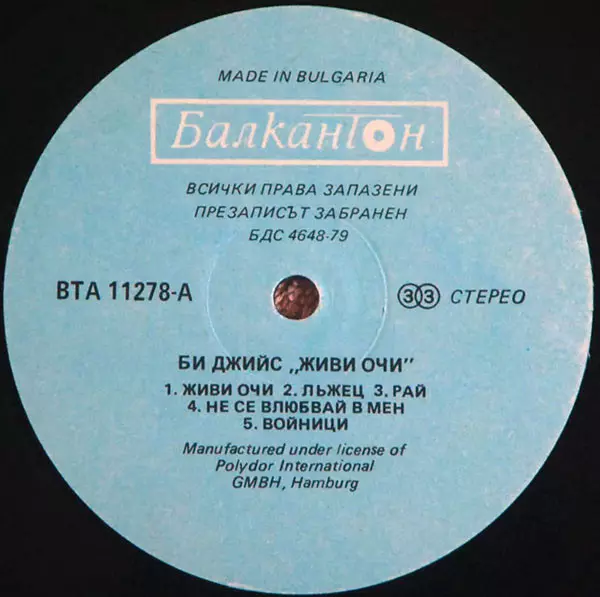 MADE IN BULGARIA
Балкантон
ВСИЧКИ ПРАВА ЗАПАЗЕНИ
ПРЕЗАПИСЪТ ЗАБРАНЕН
БДС 4648-79
ВТА 11278-А
33 СТЕРЕО
БИ ДЖИЙС „ЖИВИ ОЧИ"
1. ЖИВИ ОЧИ 2. ЛЪЖЕЦ 3. РАЙ
4. НЕ СЕ ВЛЮБВАЙ В МЕН
5. ВОЙНИЦИ
Manufactured under license of
Polydor International
GMBH, Hamburg